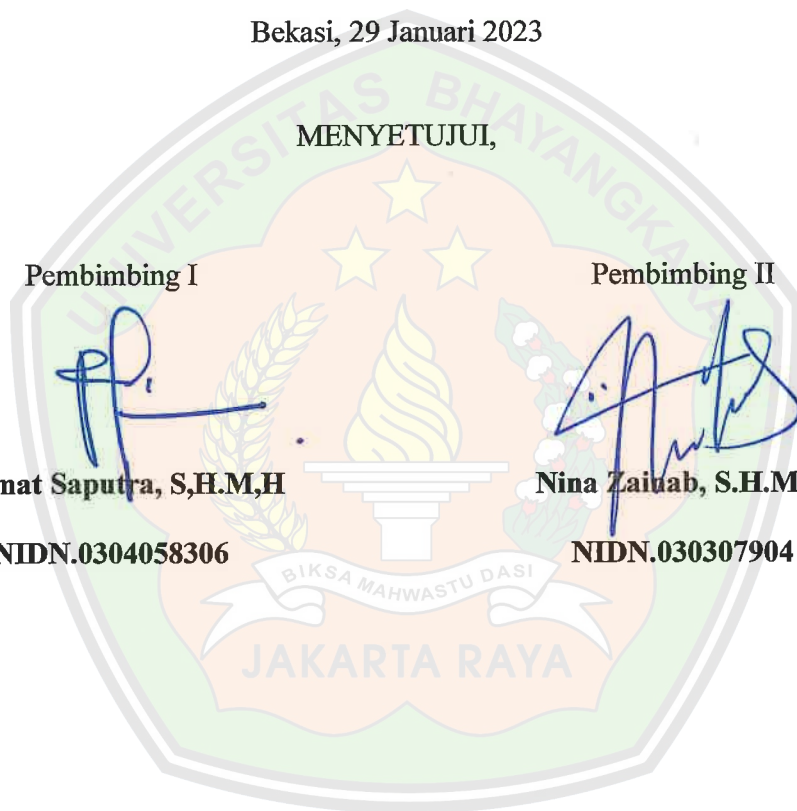 Bekasi, 29 Januari 2023
MENYETUJUI,
UNIVERSITAS BHAYANGKARA
Pembimbing I
Pembimbing II
Saputra, S,H.M,H
Nina Zainab, S.H.M
NIDN.0304058306
NIDN.030307904
BIKSA MAHWASTU DASI
JAKARTA RAYA